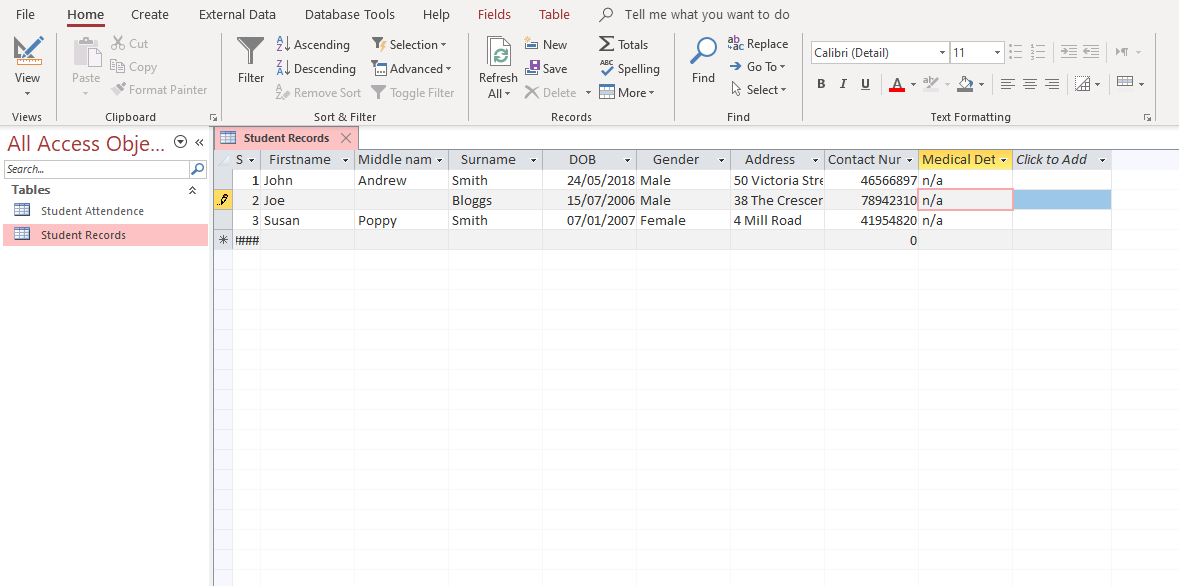 File Home Create External Data Database Tools Help Fields Table Tell me what you want to do
View
Views
Paste
Cut
Copy
Format Painter
Clipboard
Filter
Ascending
Descending
Remove Sort
Selection
Advanced
Toggle Filter
Sort & Filter
Refresh
All
New
Save
Delete
Totals
Spelling
More
Records
Find
Replace
Go To
Select
Find
Calibri (Detail) 11
B I U A
Text Formatting
All Access Obje...
Search...
Tables
Student Attendence
Student Records
Student Records
S Firstname Middle nam Surname DOB Gender Address Contact Nur Medical Det Click to Add
1 John Andrew Smith 24/05/2018 Male 50 Victoria Stre 46566897 n/a
2 Joe Bloggs 15/07/2006 Male 38 The Crescer 78942310 n/a
3 Susan Poppy Smith 07/01/2007 Female 4 Mill Road 41954820 n/a
#### 0